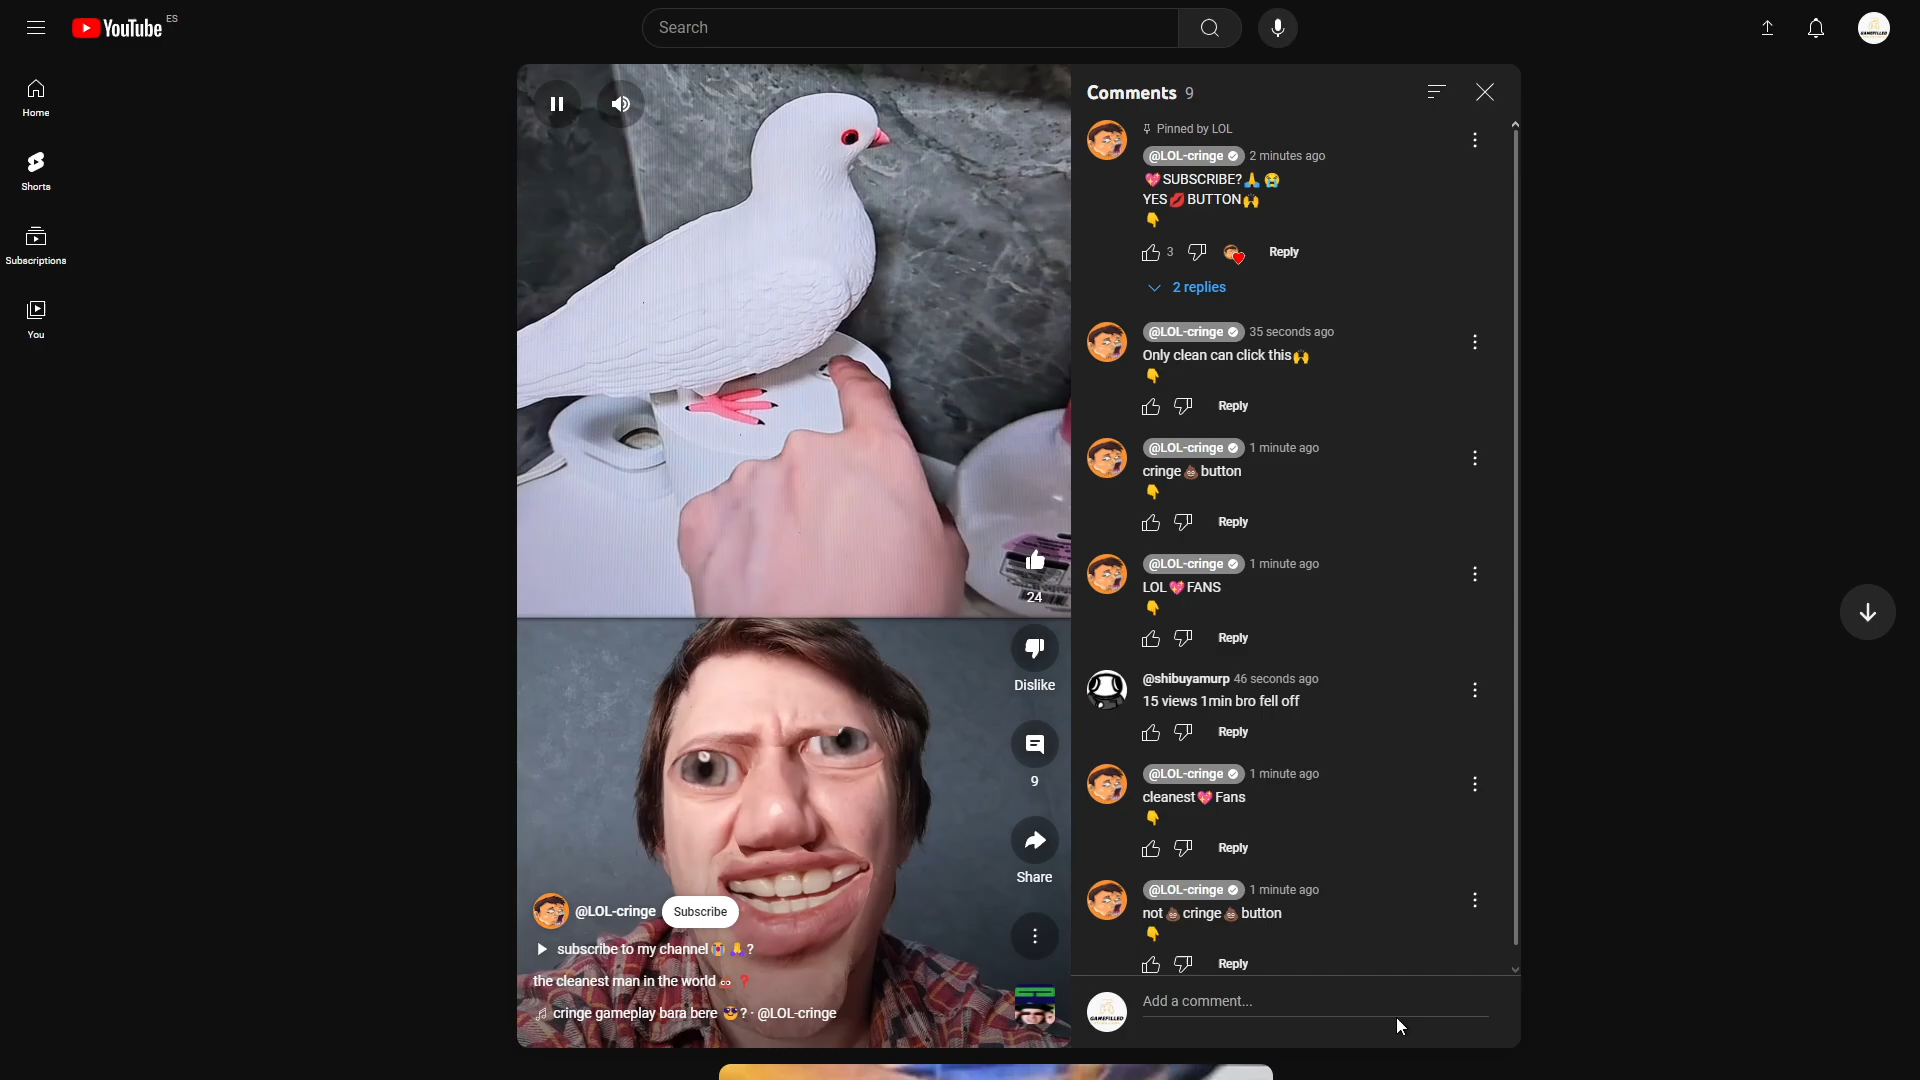 YouTube ES
Search
GAMEFILLED
Home
Shorts
Subscriptions
You
24
Dislike
9
Share
@LOL-cringe Subscribe
subscribe to my channel🤷🙏?
the cleanest man in the world💩❓
cringe gameplay bara bere 😎? · @LOL-cringe
Comments 9
Pinned by LOL
@LOL-cringe 2 minutes ago
💖SUBSCRIBE?🙏😭
YES💋BUTTON🙌
👇
3 Reply
2 replies
@LOL-cringe 35 seconds ago
Only clean can click this🙌
👇
Reply
@LOL-cringe 1 minute ago
cringe💩button
👇
Reply
@LOL-cringe 1 minute ago
LOL💖FANS
👇
Reply
@shibuyamurp 46 seconds ago
15 views 1min bro fell off
Reply
@LOL-cringe 1 minute ago
cleanest💖Fans
👇
Reply
@LOL-cringe 1 minute ago
not💩cringe💩button
👇
Reply
GAMEFILLED
Add a comment...